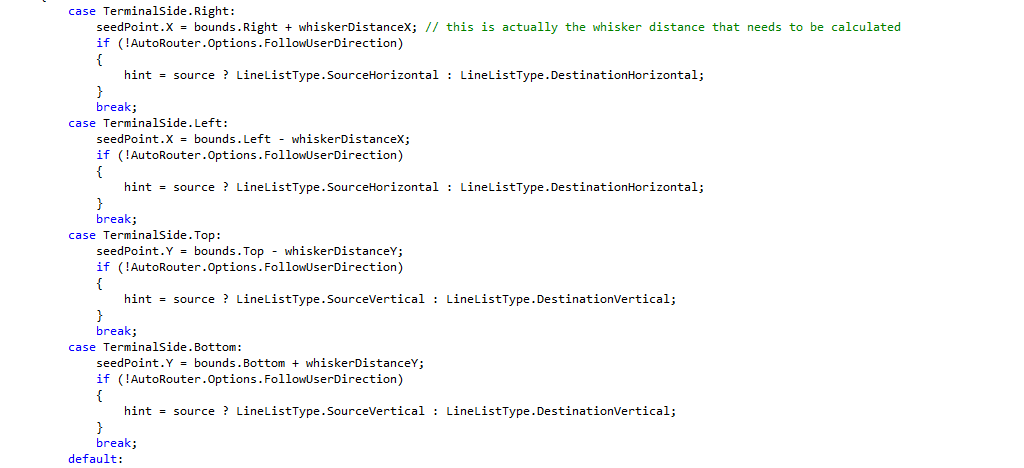 case TerminalSide.Right:
seedPoint.X = bounds.Right + whiskerDistanceX; // this is actually the whisker distance that needs to be calculated
if (!AutoRouter.Options.FollowUserDirection)
{
hint = source ? LineListType.SourceHorizontal : LineListType.DestinationHorizontal;
}
break;
case TerminalSide.Left:
seedPoint.X = bounds.Left - whiskerDistanceX;
if (!AutoRouter.Options.FollowUserDirection)
{
hint = source ? LineListType.SourceHorizontal : LineListType.DestinationHorizontal;
}
break;
case TerminalSide.Top:
seedPoint.Y = bounds.Top - whiskerDistanceY;
if (!AutoRouter.Options.FollowUserDirection)
{
hint = source ? LineListType.SourceVertical : LineListType.DestinationVertical;
}
break;
case TerminalSide.Bottom:
seedPoint.Y = bounds.Bottom + whiskerDistanceY;
if (!AutoRouter.Options.FollowUserDirection)
{
hint = source ? LineListType.SourceVertical : LineListType.DestinationVertical;
}
break;
default: